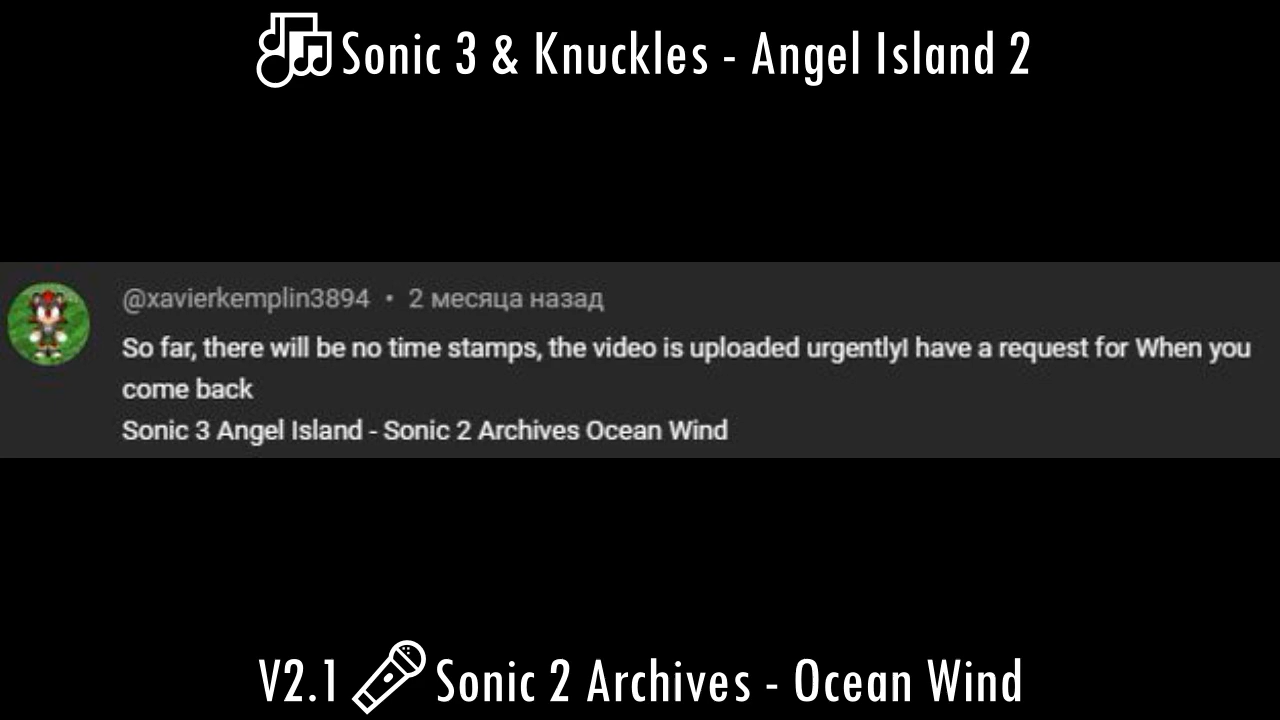 Sonic 3 & Knuckles - Angel Island 2
@xavierkemplin3894 • 2 месяца назад
So far, there will be no time stamps, the video is uploaded urgentlyI have a request for When you
come back
Sonic 3 Angel Island - Sonic 2 Archives Ocean Wind
V2.1 Sonic 2 Archives - Ocean Wind